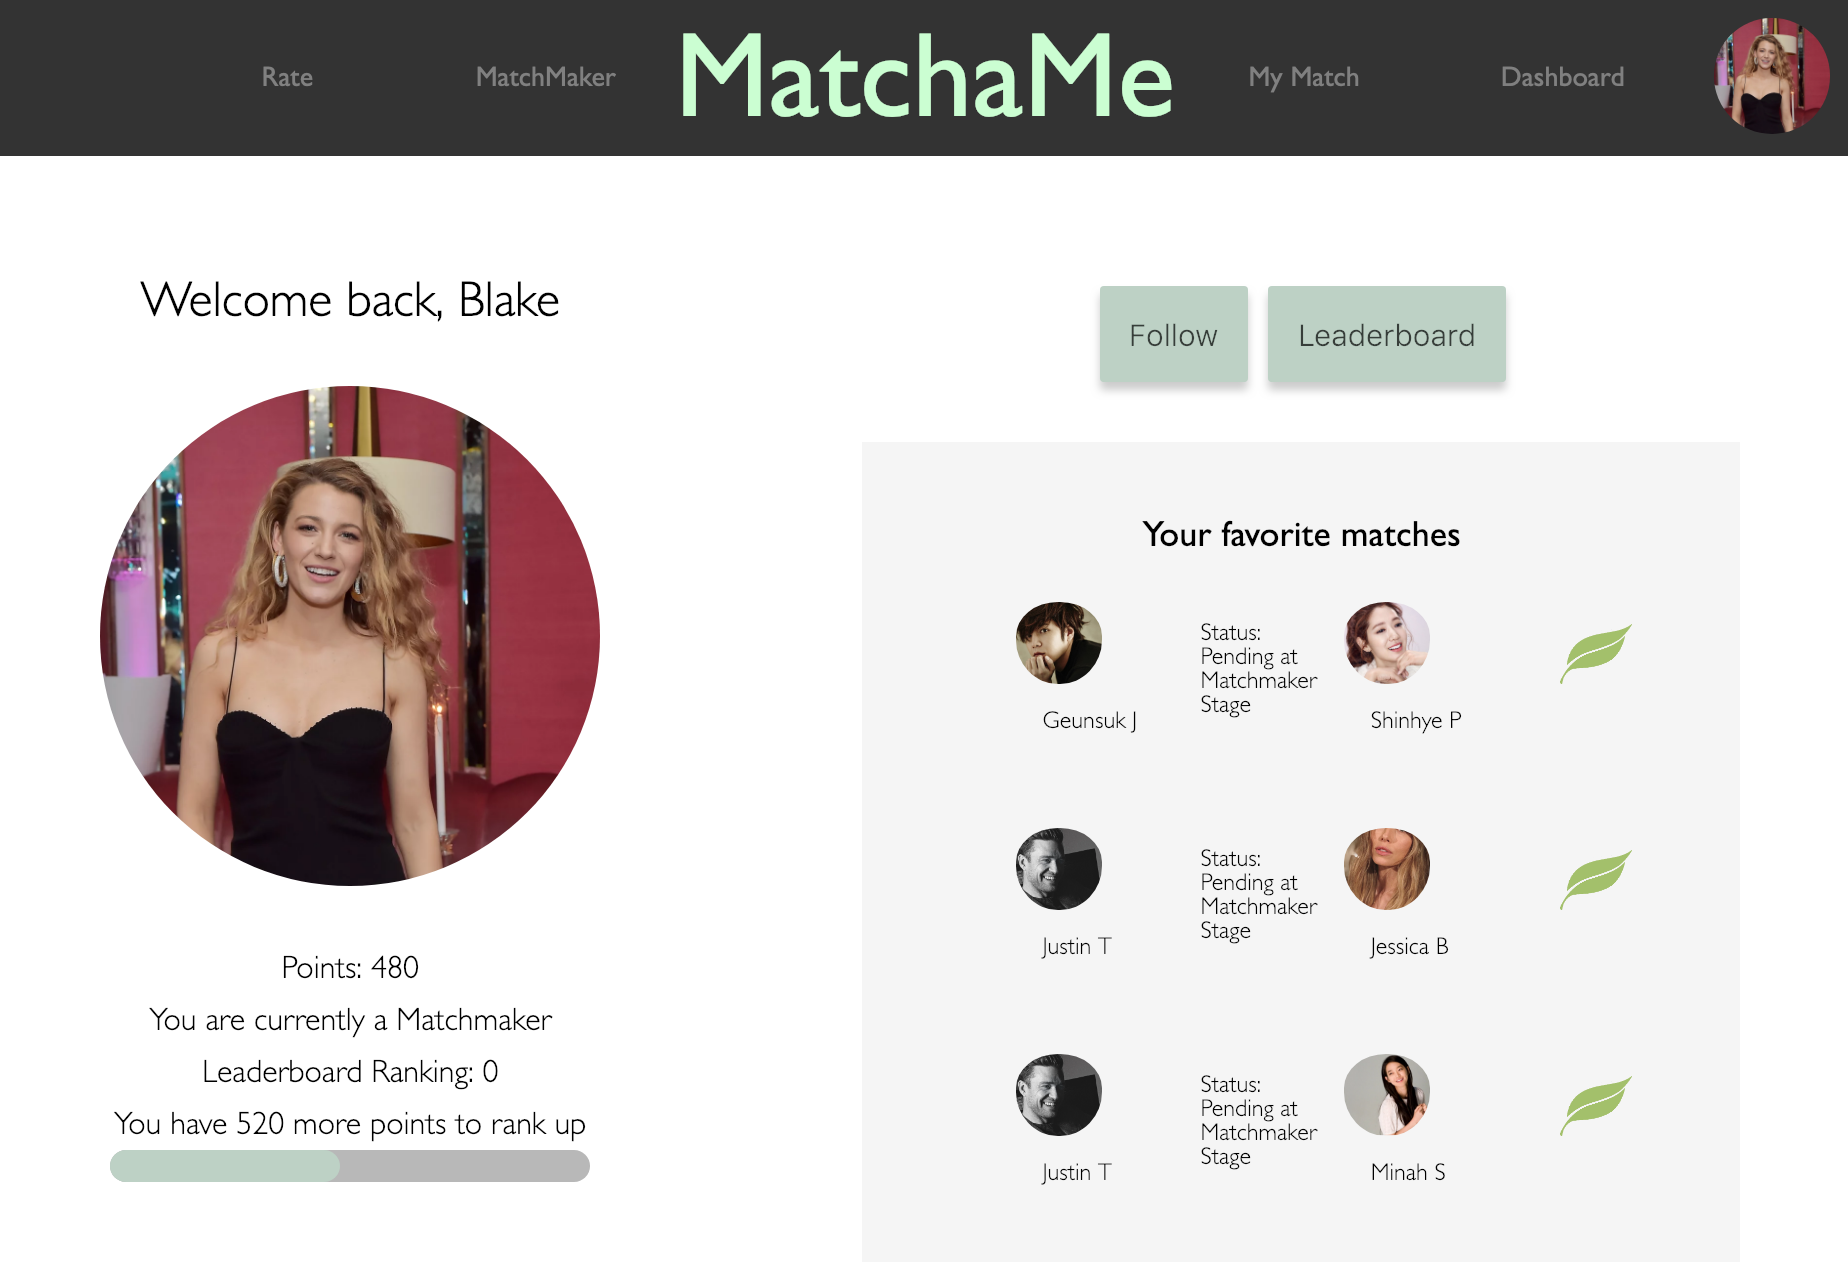 Rate
MatchMaker
MatchaMe
My Match
Dashboard
Welcome back, Blake
Points: 480
You are currently a Matchmaker
Leaderboard Ranking: 0
You have 520 more points to rank up
Follow
Leaderboard
Your favorite matches
Status:
Pending at
Matchmaker
Stage
Geunsuk J
Shinhye P
Status:
Pending at
Matchmaker
Stage
Justin T
Jessica B
Status:
Pending at
Matchmaker
Stage
Justin T
Minah S